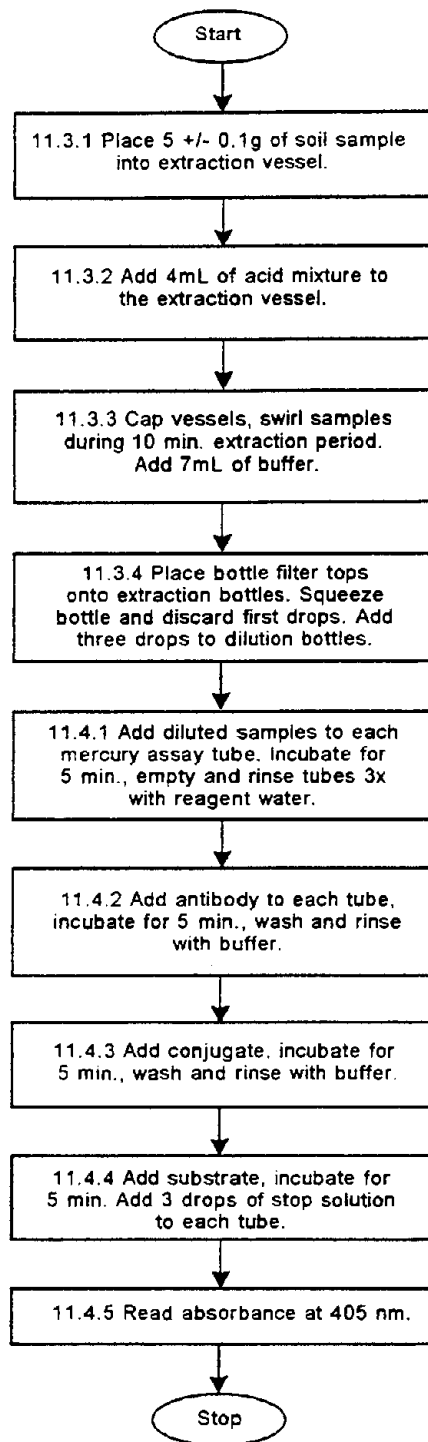 Start
11.3.1 Place 5 +/- 0.1g of soil sample
into extraction vessel.
11.3.2 Add 4mL of acid mixture to
the extraction vessel.
11.3.3 Cap vessels, swirl samples
during 10 min. extraction period.
Add 7mL of buffer.
11.3.4 Place bottle filter tops
onto extraction bottles. Squeeze
bottle and discard first drops. Add
three drops to dilution bottles.
11.4.1 Add diluted samples to each
mercury assay tube. Incubate for
5 min., empty and rinse tubes 3x
with reagent water.
11.4.2 Add antibody to each tube,
incubate for 5 min., wash and rinse
with buffer.
11.4.3 Add conjugate, incubate for
5 min., wash and rinse with buffer.
11.4.4 Add substrate, incubate for
5 min. Add 3 drops of stop solution
to each tube.
11.4.5 Read absorbance at 405 nm.
Stop